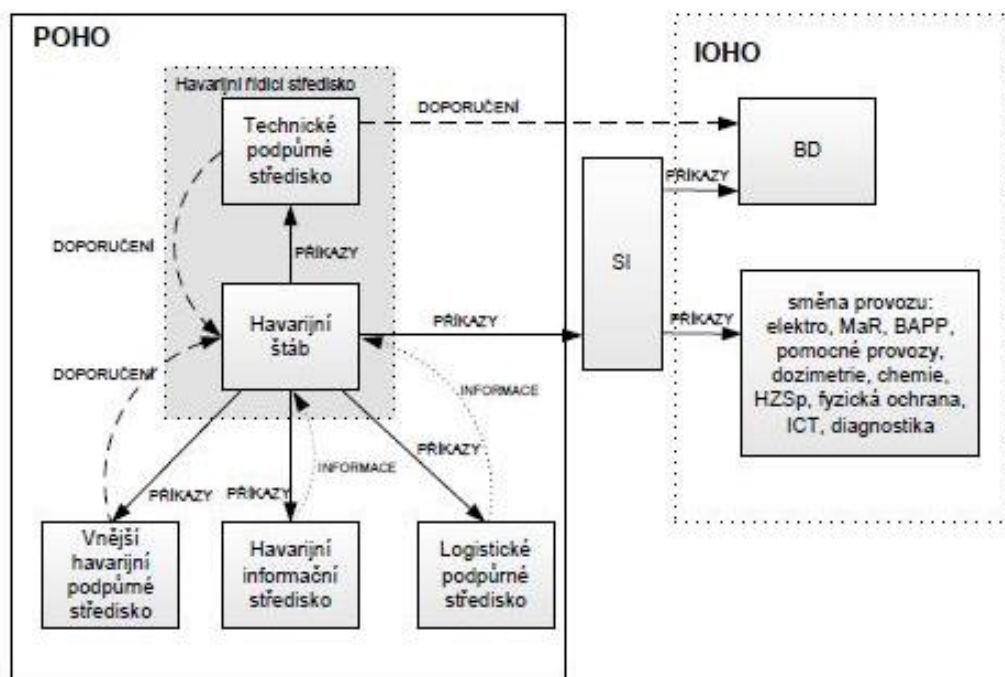 POHO
IOHO
Havarijní řídící středisko
Technické
podpůrné
středisko
DOPORUČENÍ
BD
PŘÍKAZY
SI
DOPORUČENÍ
PŘÍKAZY
Havarijní
štáb
PŘÍKAZY
PŘÍKAZY
směna provozu:
elektro, MaR, BAPP,
pomocné provozy,
dozimetrie, chemie,
HZSp, fyzická ochrana,
ICT, diagnostika
DOPORUČENÍ
INFORMACE
PŘÍKAZY
INFORMACE
PŘÍKAZY
PŘÍKAZY
Vnější
havarijní
podpůrné
středisko
Havarijní
informační
středisko
Logistické
podpůrné
středisko